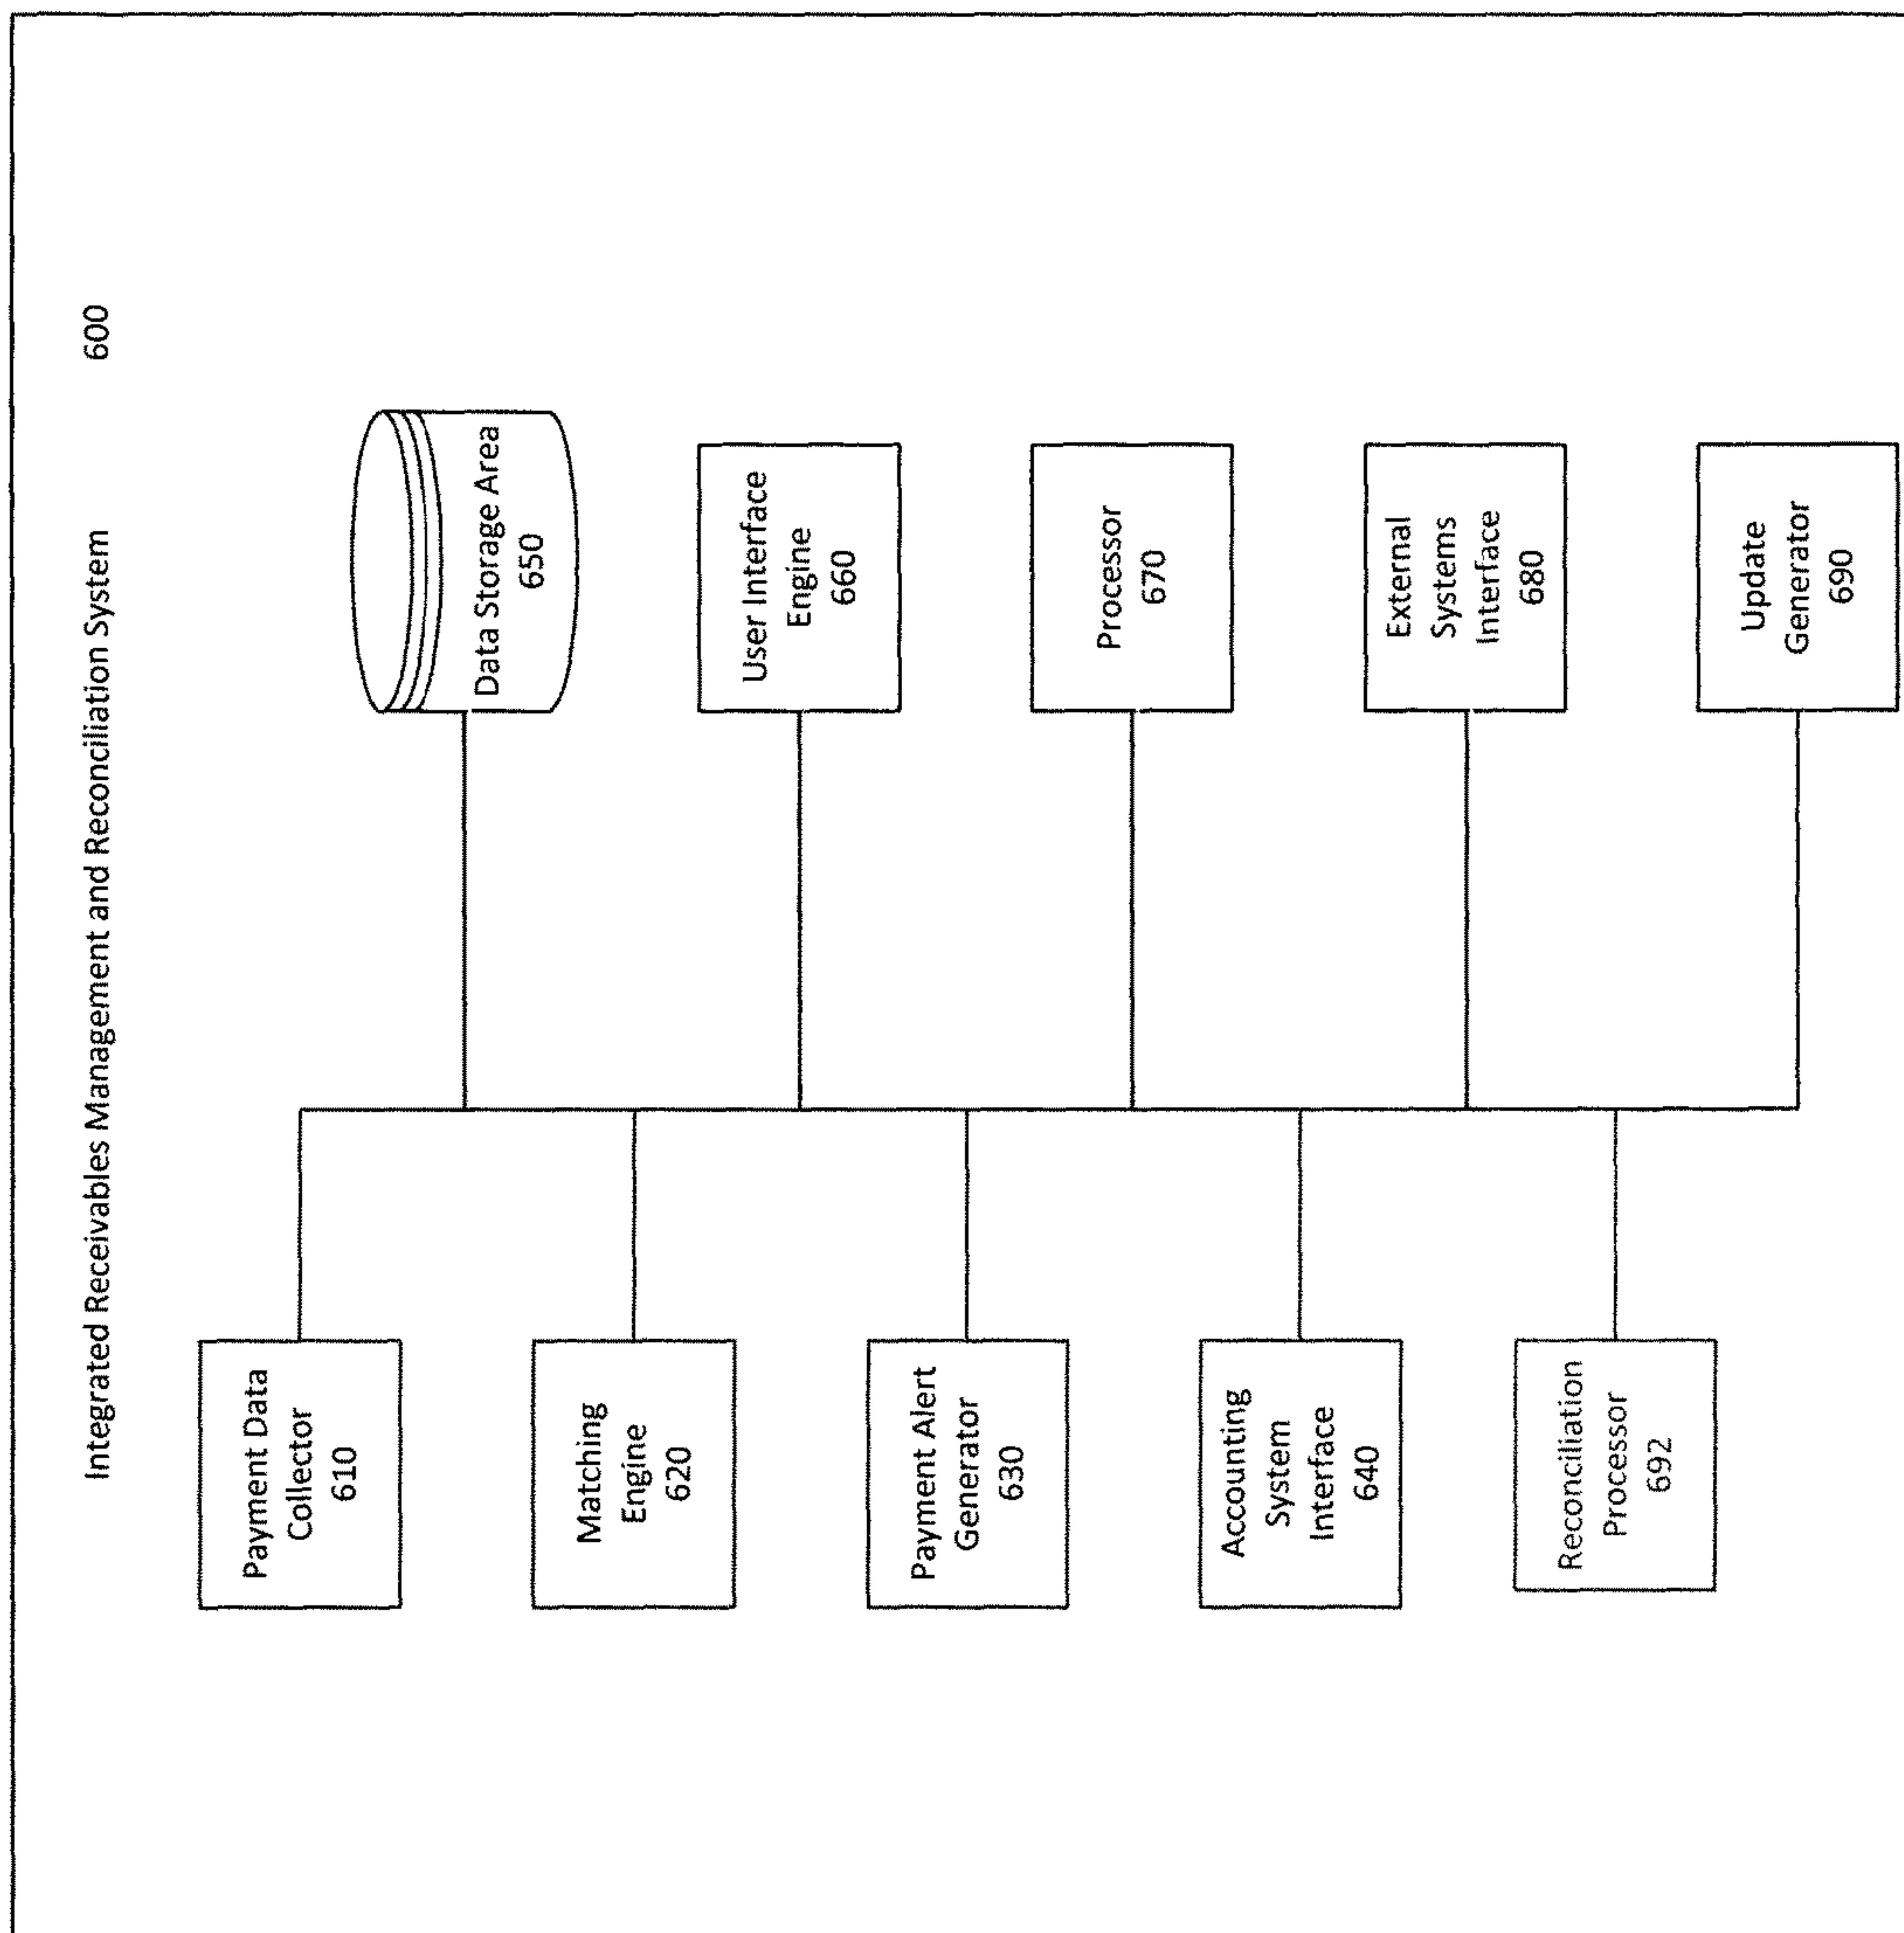 Integrated Receivables Management and Reconciliation System 600
Payment Data
Collector
610
Matching
Engine
620
Payment Alert
Generator
630
Accounting
System
Interface
640
Reconciliation
Processor
692
Data Storage Area
650
User Interface
Engine
660
Processor
670
External
Systems
Interface
680
Update
Generator
690